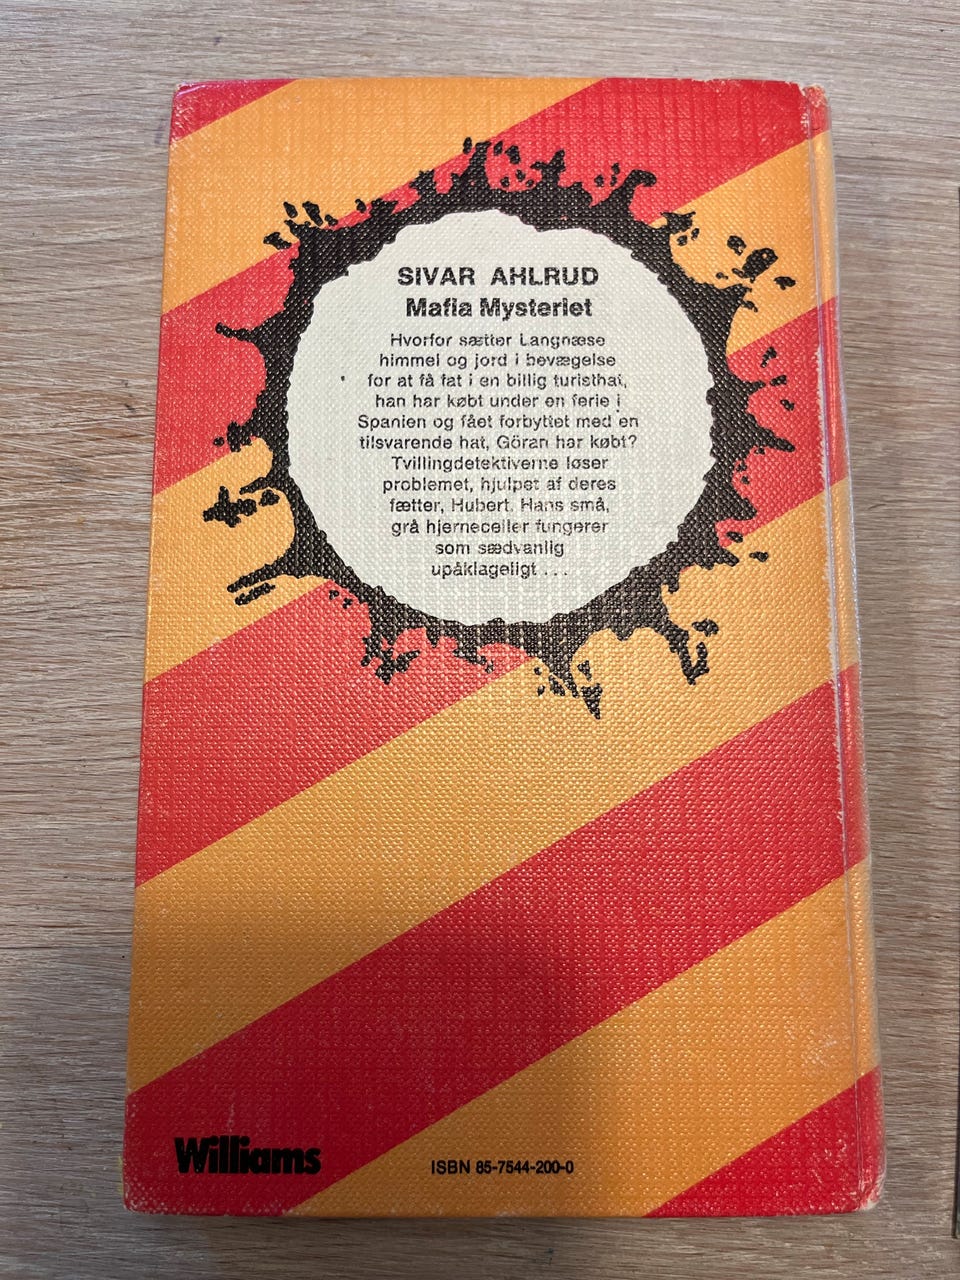 SIVAR AHLRUD
Mafia Mysteriet
Hvorfor sætter Langnæse
himmel og jord i bevægelse
for at få fat i en billig turisthat,
han har købt under en ferie i
Spanien og fået forbyttet med en
tilsvarende hat, Göran har købt?
Tvillingdetektiverne løser
problemet, hjulpet af deres
fætter, Hubert. Hans små,
grå hjerneceller fungerer
som sædvanlig
upåklageligt . . .
Williams
ISBN 85-7544-200-0